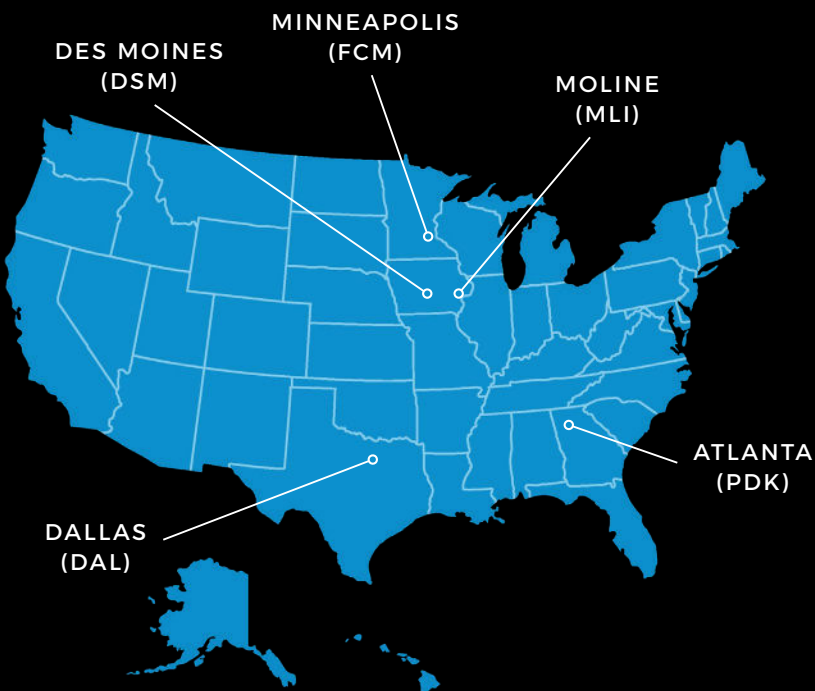 MINNEAPOLIS
(FCM)
DES MOINES
(DSM)
MOLINE
(MLI)
ATLANTA
(PDK)
DALLAS
(DAL)